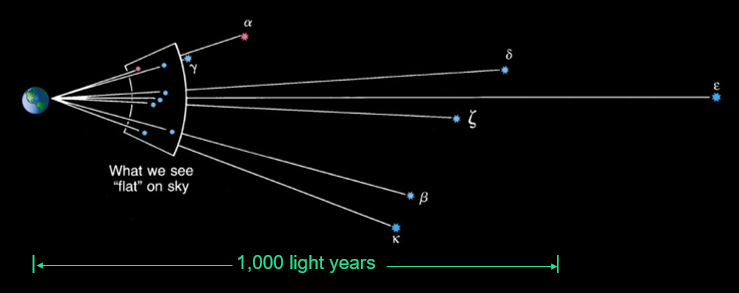 α
γ
δ
ε
ζ
What we see
“flat” on sky
β
κ
1,000 light years